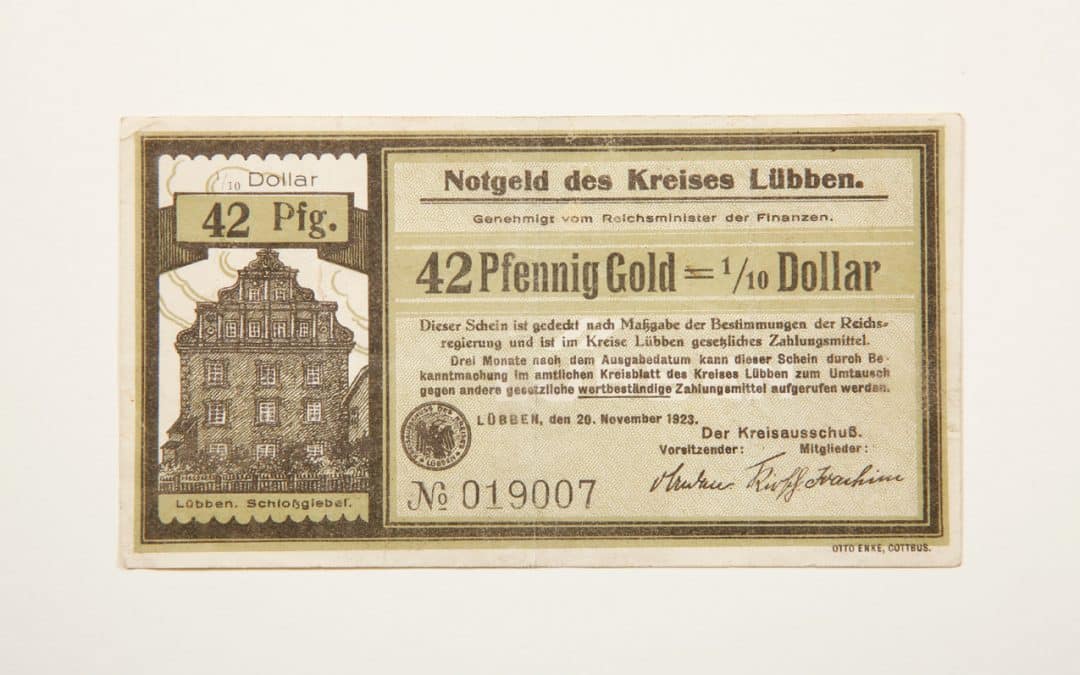 1/10 Dollar
42 Pfg.
Lübben. Schloßgiebel.
Notgeld des Kreises Lübben.
Genehmigt vom Reichsminister der Finanzen.
42 Pfennig Gold = 1/10 Dollar
Dieser Schein ist gedeckt nach Maßgabe der Bestimmungen der Reichs-
regierung und ist im Kreise Lübben gesetzliches Zahlungsmittel.
Drei Monate nach dem Ausgabedatum kann dieser Schein durch Be-
kanntmachung im amtlichen Kreisblatt des Kreises Lübben zum Umtausch
gegen andere gesetzliche wertbeständige Zahlungsmittel aufgerufen werden.
LÜBBEN, den 20. November 1923.
Der Kreisausschuß.
Vorsitzender: Mitglieder:
Joachim
LÜBBEN
No 019007
OTTO ENKE, COTTBUS.